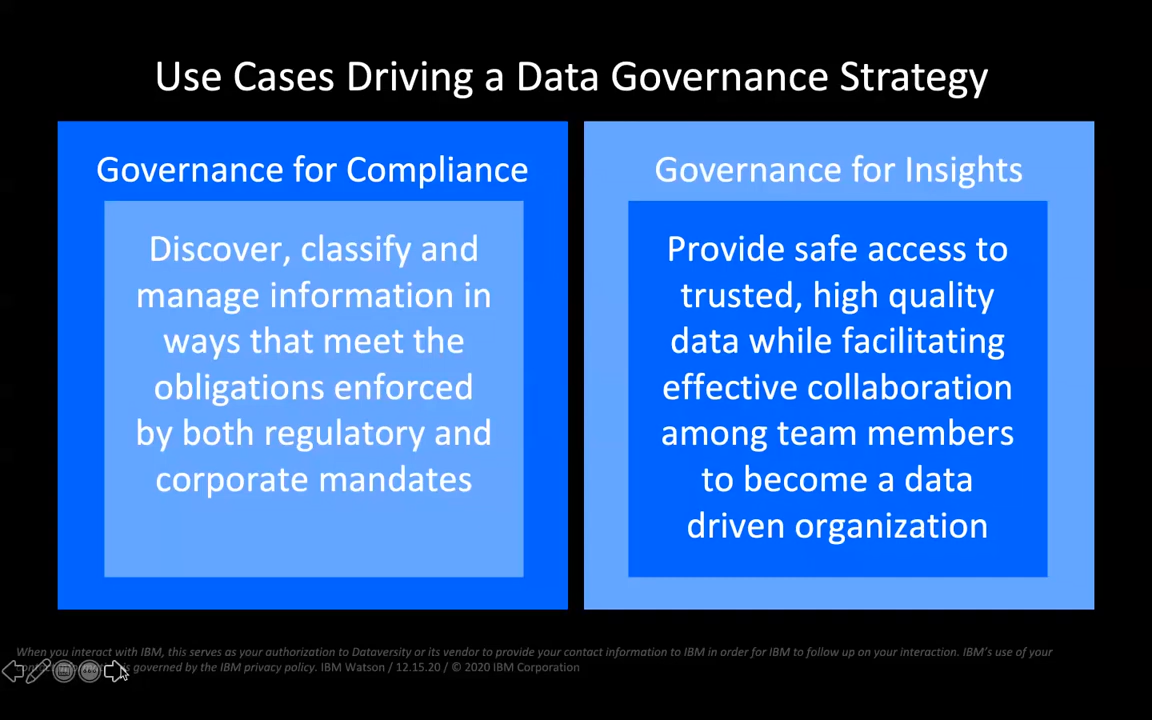 Use Cases Driving a Data Governance Strategy
Governance for Compliance
Discover, classify and
manage information in
ways that meet the
obligations enforced
by both regulatory and
corporate mandates
Governance for Insights
Provide safe access to
trusted, high quality
data while facilitating
effective collaboration
among team members
to become a data
driven organization
When you interact with IBM, this serves as your authorization to Dataversity or its vendor to provide your contact information to IBM in order for IBM to follow up on your interaction. IBM's use of your
governed by the IBM privacy policy. IBM Watson / 12.15.20 / © 2020 IBM Corporation